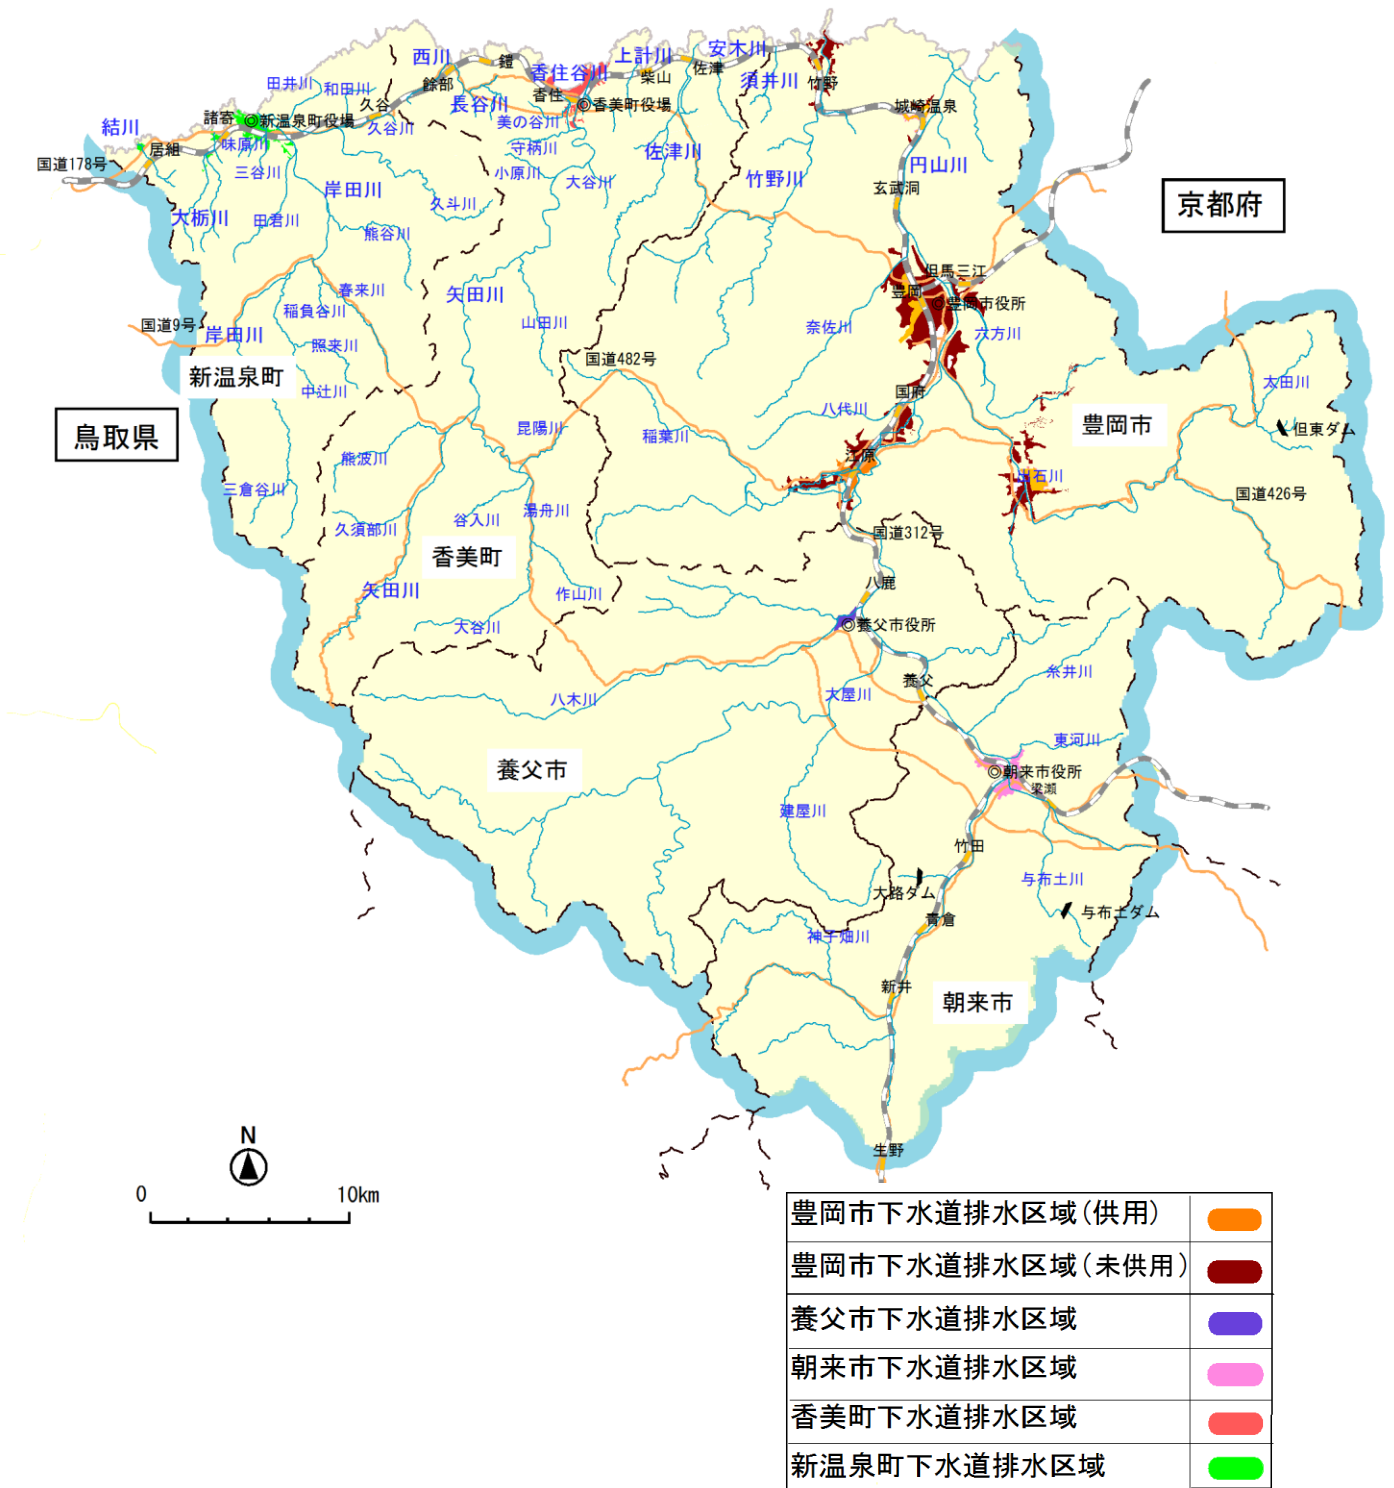 西川
鎧
上計川
安木川
佐津
香住谷川
柴山
須井川
竹野
田井川
和田川
餘部
香住
久谷
長谷川
◎香美町役場
城崎温泉
諸寄
◎新温泉町役場
久谷川
美の谷川
結川
味原川
守柄川
佐津川
居組
国道178号
三谷川
小原川
大谷川
竹野川
円山川
岸田川
玄武洞
京都府
久斗川
大栃川
田君川
熊谷川
但馬三江
春来川
矢田川
豊岡
◎豊岡市役所
稲負谷川
国道9号
山田川
奈佐川
六方川
岸田川
照来川
国道482号
新温泉町
中辻川
国府
太田川
八代川
豊岡市
鳥取県
昆陽川
稲葉川
但東ダム
熊波川
江原
出石川
三倉谷川
国道426号
湯舟川
久須部川
谷入川
国道312号
香美町
八鹿
矢田川
作山川
大谷川
◎養父市役所
糸井川
養父
八木川
大屋川
東河川
養父市
◎朝来市役所
梁瀬
建屋川
竹田
与布土川
大路ダム
与布土ダム
青倉
神子畑川
新井
朝来市
生野
N
0 10km
豊岡市下水道排水区域(供用)
豊岡市下水道排水区域(未供用)
養父市下水道排水区域
朝来市下水道排水区域
香美町下水道排水区域
新温泉町下水道排水区域